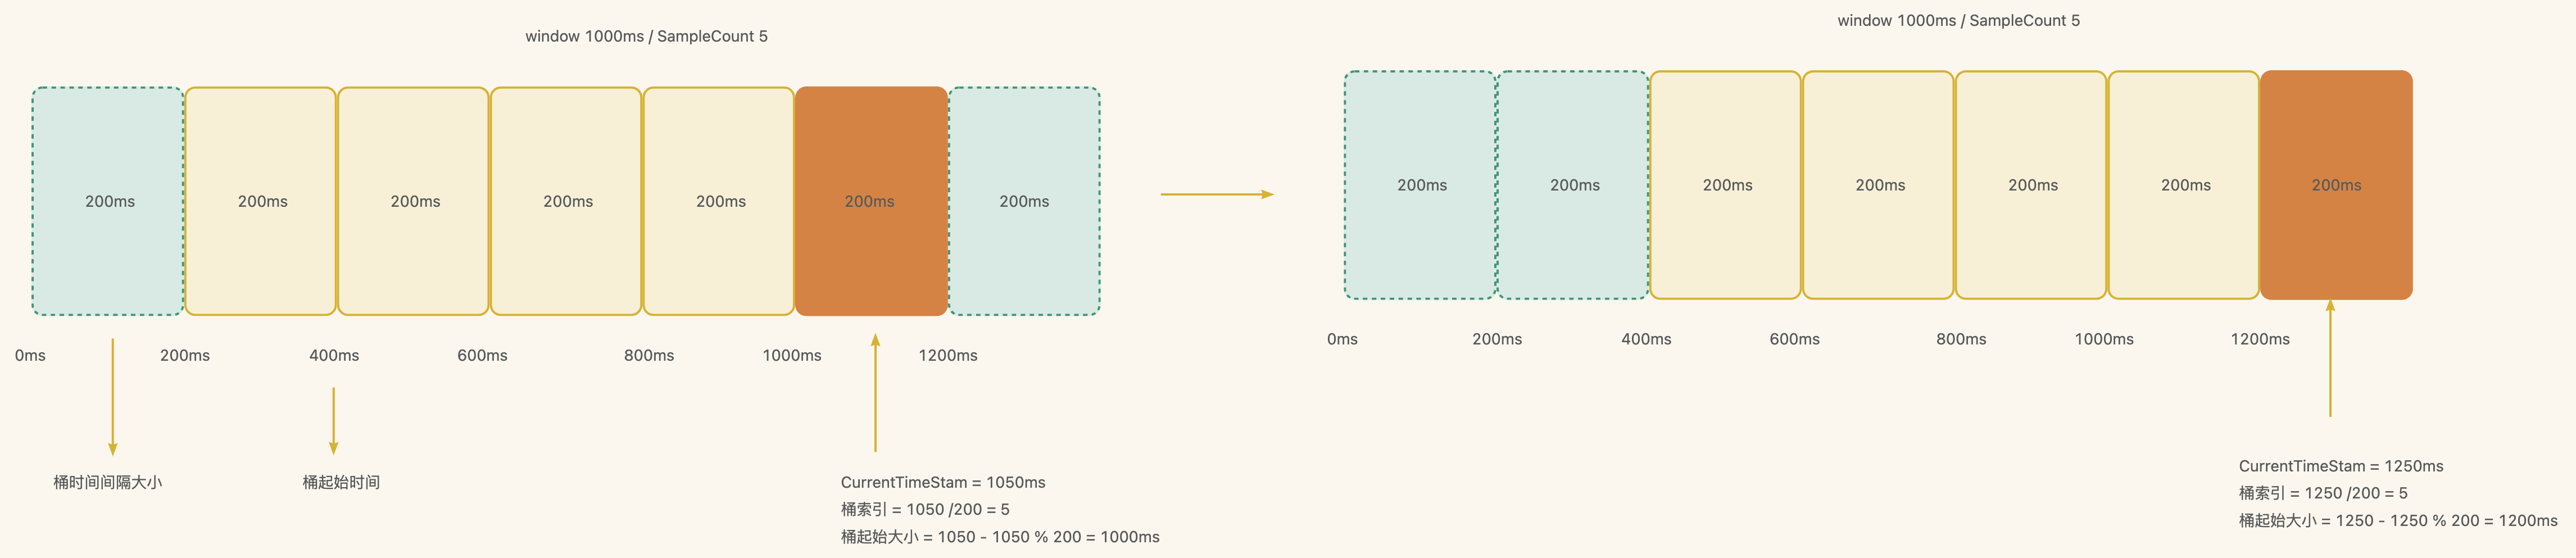 window 1000ms / SampleCount 5
200ms
200ms
200ms
200ms
200ms
200ms
200ms
0ms
200ms
400ms
600ms
800ms
1000ms
1200ms
桶时间间隔大小
桶起始时间
CurrentTimeStam = 1050ms
桶索引 = 1050 /200 = 5
桶起始大小 = 1050 - 1050 % 200 = 1000ms
window 1000ms / SampleCount 5
200ms
200ms
200ms
200ms
200ms
200ms
200ms
0ms
200ms
400ms
600ms
800ms
1000ms
1200ms
CurrentTimeStam = 1250ms
桶索引 = 1250 /200 = 5
桶起始大小 = 1250 - 1250 % 200 = 1200ms